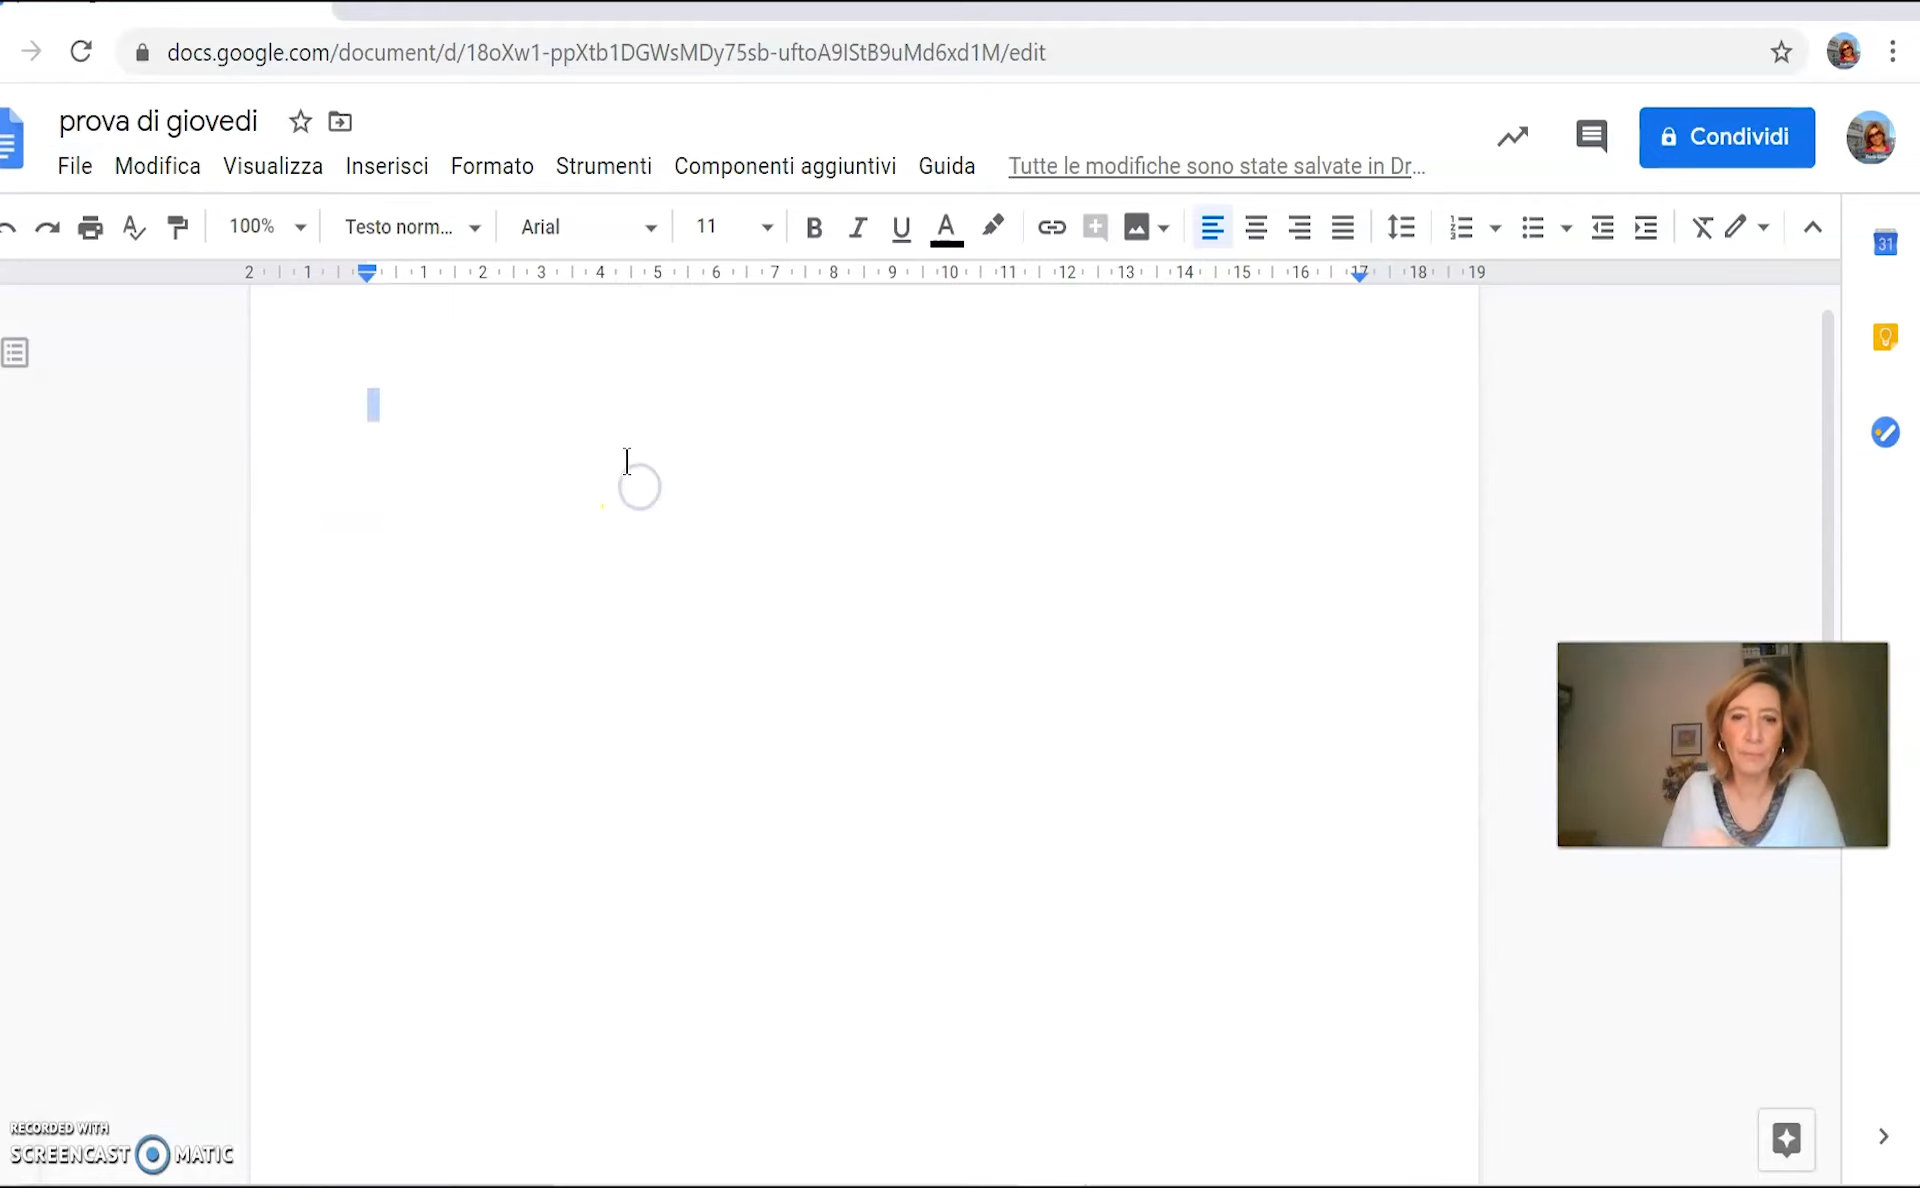 docs.google.com/document/d/18oXw1-ppXtb1DGWsMDy75sb-uftoA9lStB9uMd6xd1M/edit
prova di giovedi
Condividi
File Modifica Visualizza Inserisci Formato Strumenti Componenti aggiuntivi Guida Tutte le modifiche sono state salvate in Dr...
100% Testo norm... Arial 11 B I U A
31
2 1 1 2 3 4 5 6 7 8 9 10 11 12 13 14 15 16 17 18 19
RECORDED WITH
SCREENCAST MATIC